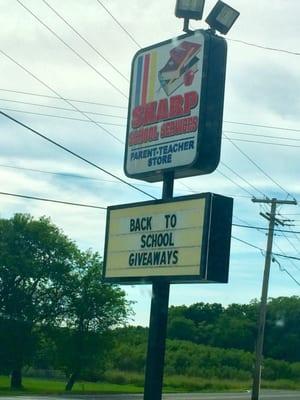 SHARP
SCHOOL SERVICES
PARENT-TEACHER
STORE
BACK TO
SCHOOL
GIVEAWAYS